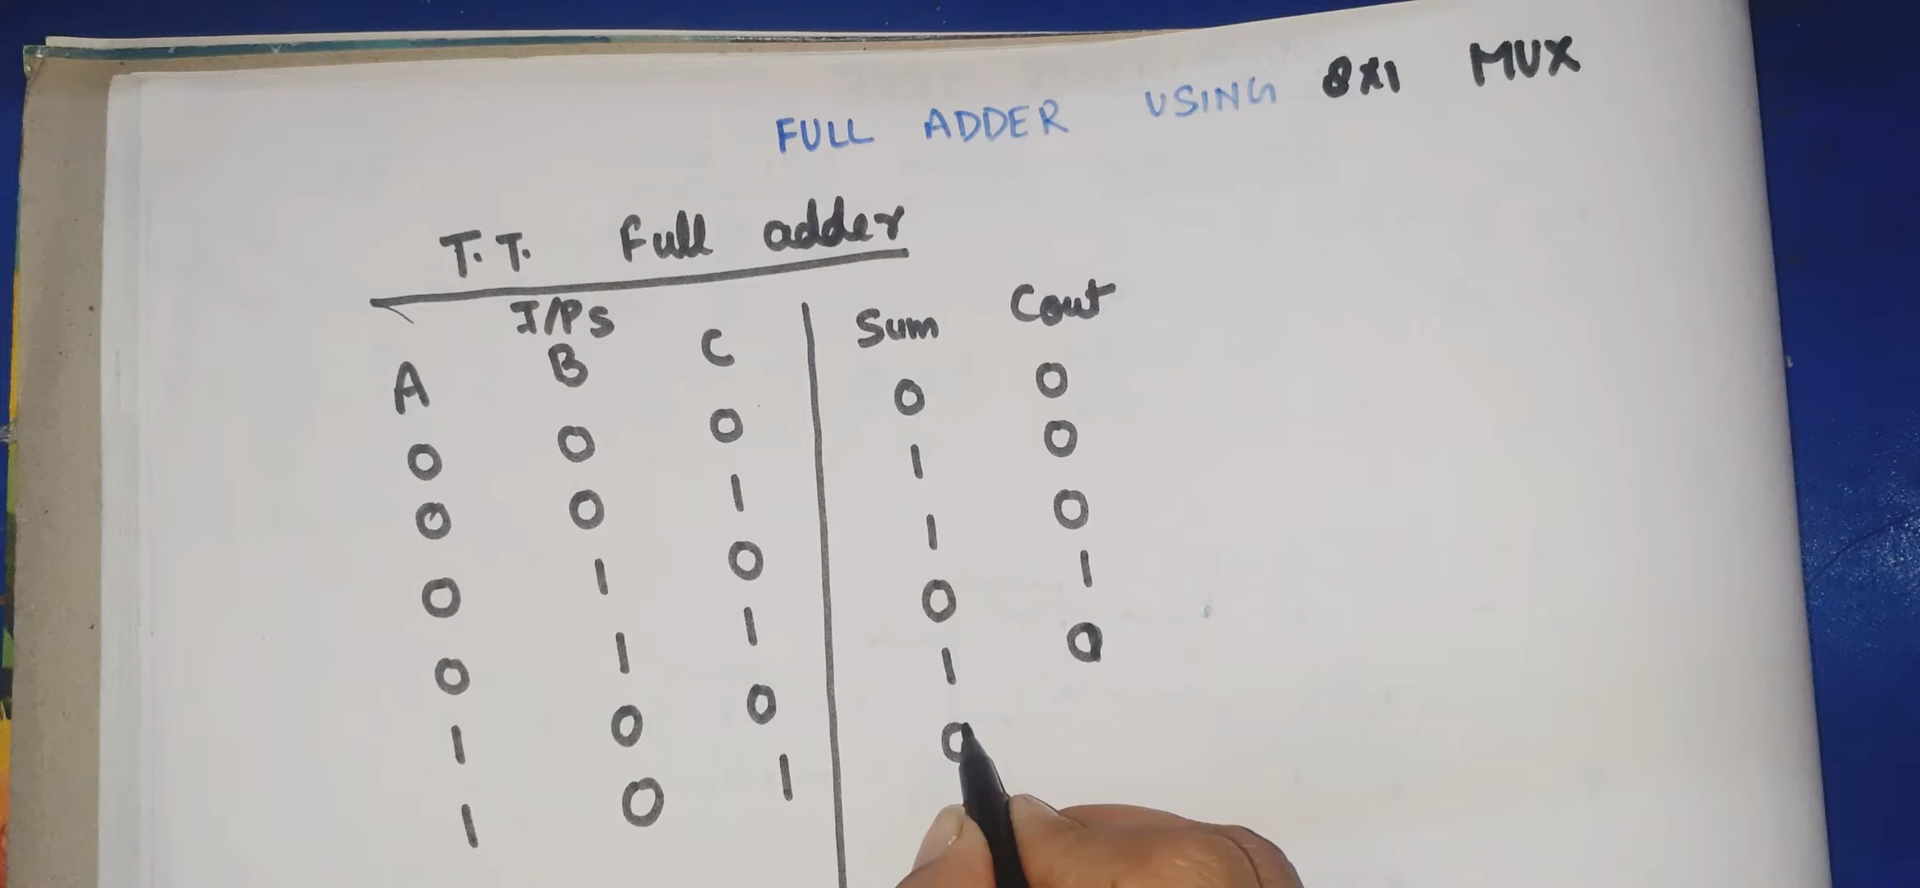 FULL ADDER USING 8X1 MUX
T.T. Full adder
I/Ps
A B C Sum Cout
0 0 0 0 0
0 0 1 1 0
0 1 0 1 0
0 1 1 0 1
1 0 0 1 0
1 0 1 0